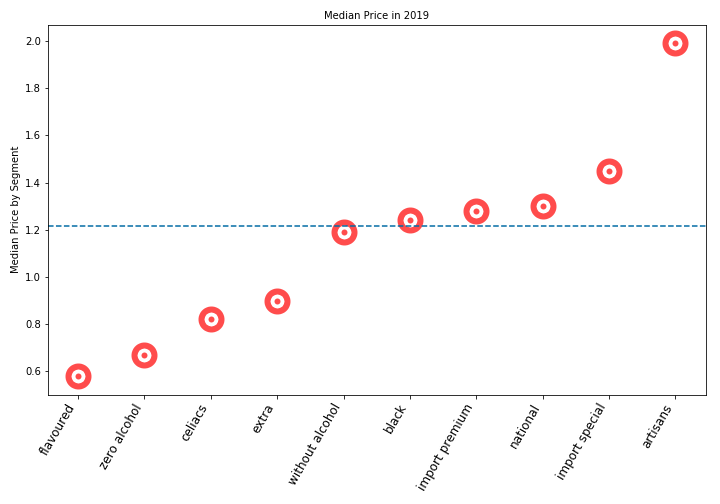 Median Price in 2019
Median Price by Segment
2.0
1.8
1.6
1.4
1.2
1.0
0.8
0.6
flavoured
zero alcohol
celiacs
extra
without alcohol
black
import premium
national
import special
artisans